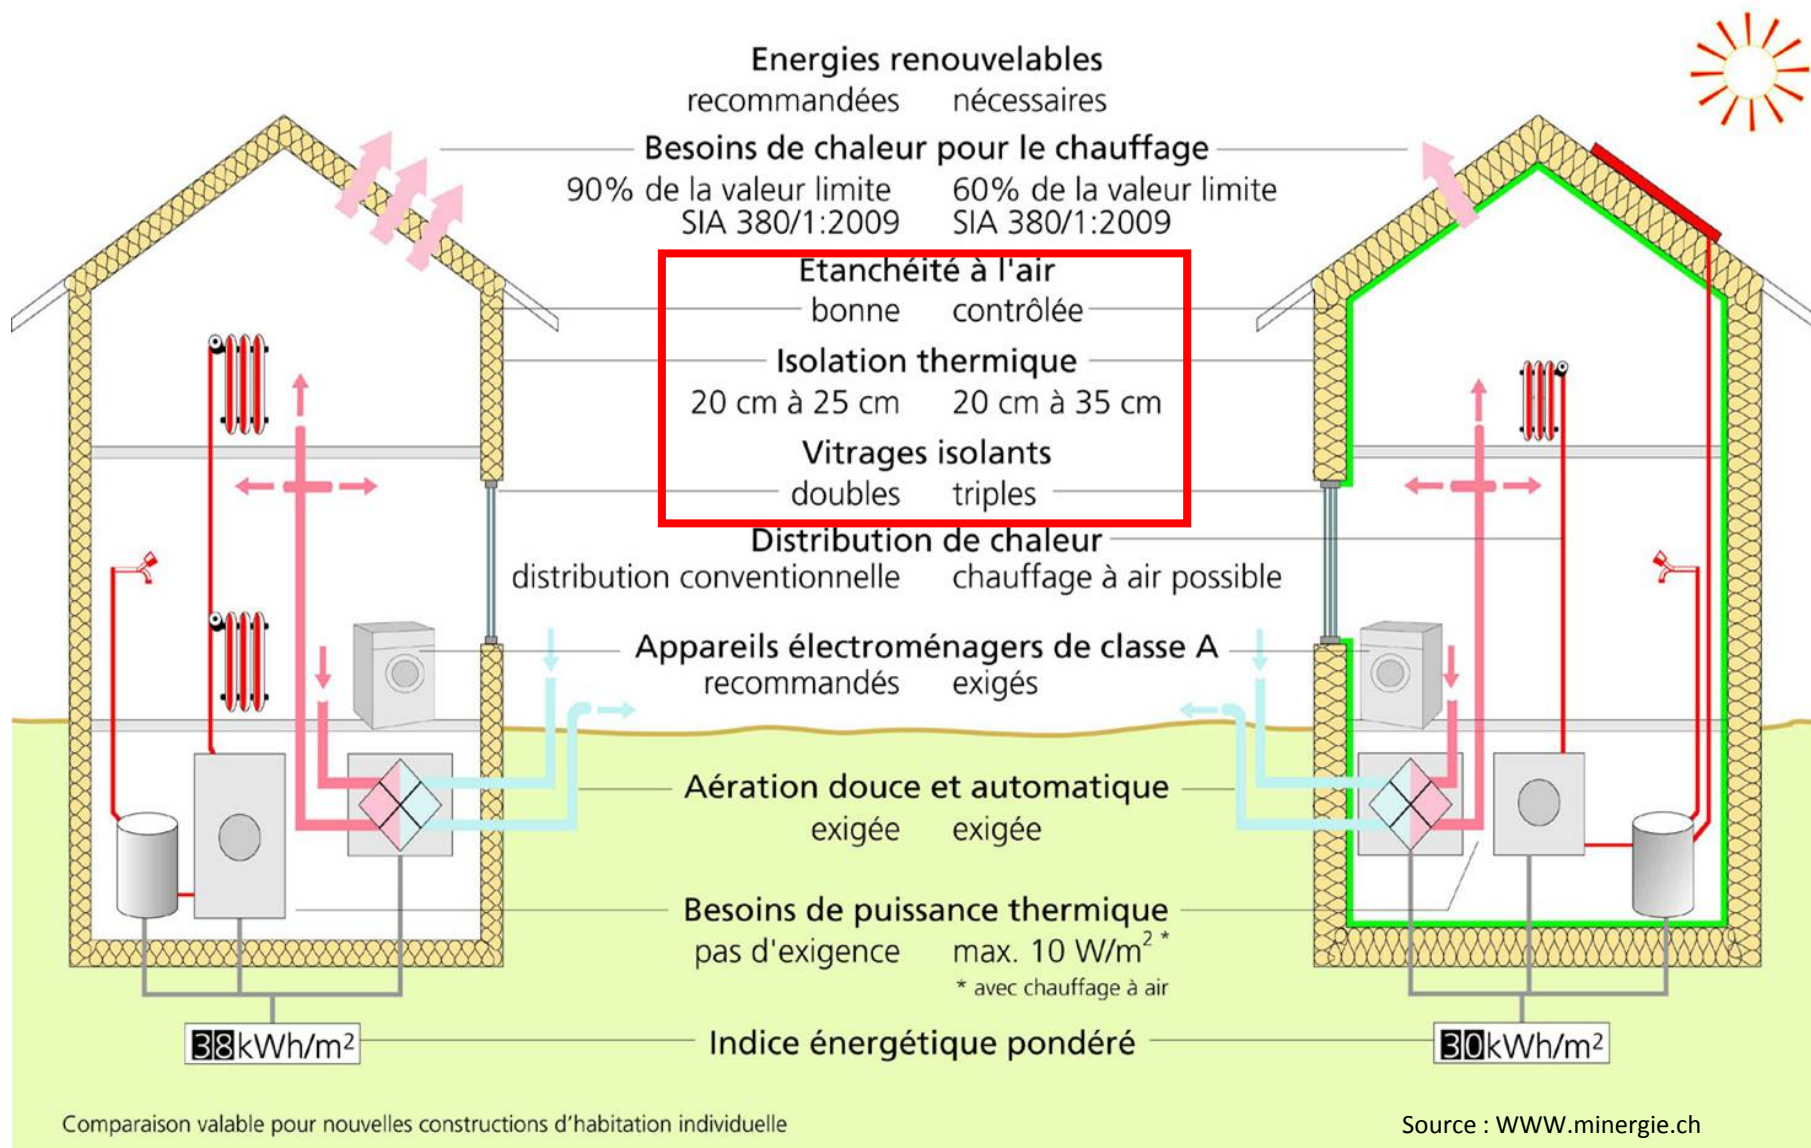 Energies renouvelables
recommandées nécessaires
Besoins de chaleur pour le chauffage
90% de la valeur limite 60% de la valeur limite
SIA 380/1:2009 SIA 380/1:2009
Etanchéité à l'air
bonne contrôlée
Isolation thermique
20 cm à 25 cm 20 cm à 35 cm
Vitrages isolants
doubles triples
Distribution de chaleur
distribution conventionnelle chauffage à air possible
Appareils électroménagers de classe A
recommandés exigés
Aération douce et automatique
exigée exigée
Besoins de puissance thermique
pas d'exigence max. 10 W/m² *
* avec chauffage à air
38kWh/m² Indice énergétique pondéré 30kWh/m²
Comparaison valable pour nouvelles constructions d’habitation individuelle
Source : WWW.minergie.ch